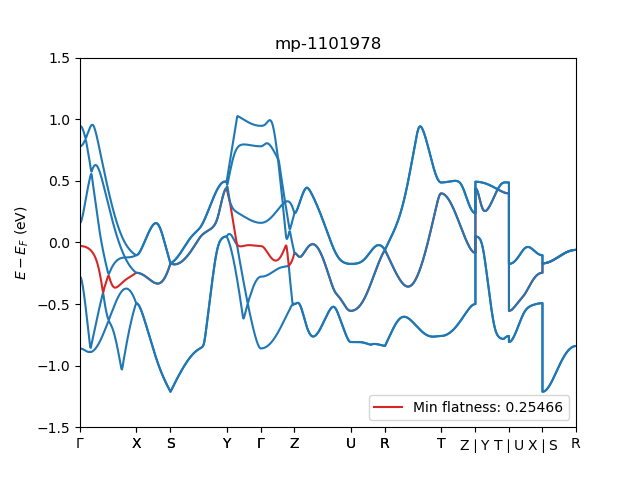 mp-1101978
E − E_F (eV)
1.5
1.0
0.5
0.0
−0.5
−1.0
−1.5
Min flatness: 0.25466
Γ X S Y Γ Z U R T Z|Y T|U X|S R